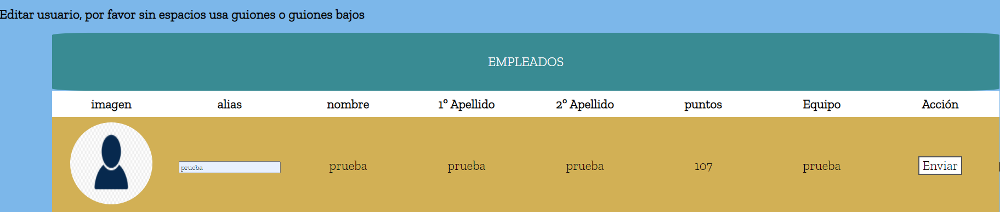 Editar usuario, por favor sin espacios usa guiones o guiones bajos
EMPLEADOS
imagen alias nombre 1º Apellido 2º Apellido puntos Equipo Acción
prueba prueba prueba prueba 107 prueba Enviar